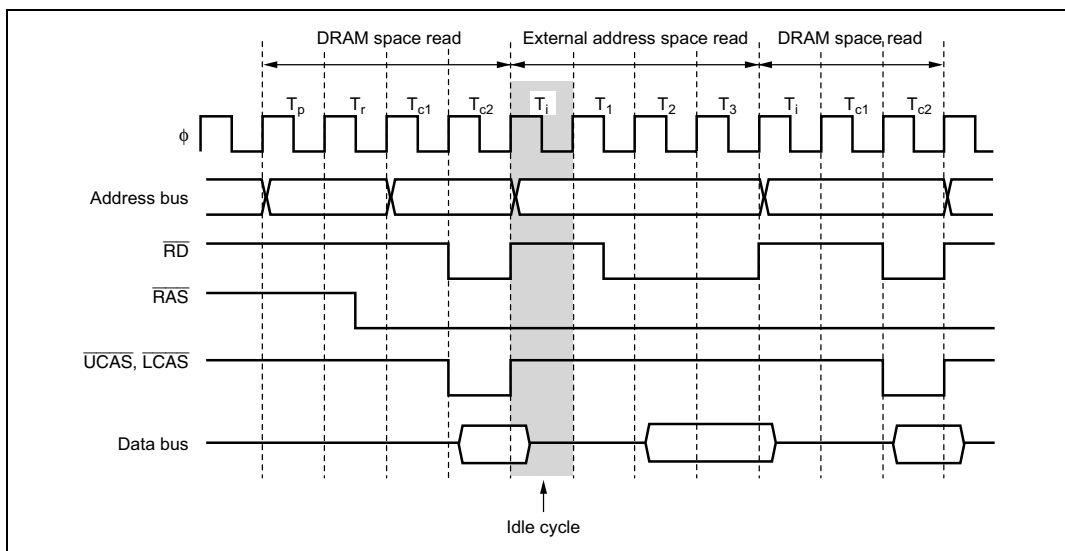 DRAM space read External address space read DRAM space read
Tp Tr Tc1 Tc2 Ti T1 T2 T3 Ti Tc1 Tc2
ϕ
Address bus
RD
RAS
UCAS, LCAS
Data bus
Idle cycle